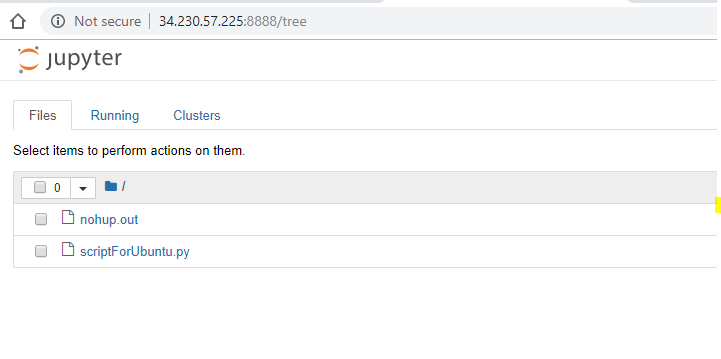 Not secure 34.230.57.225:8888/tree
jupyter
Files Running Clusters
Select items to perform actions on them.
0 /
nohup.out
scriptForUbuntu.py